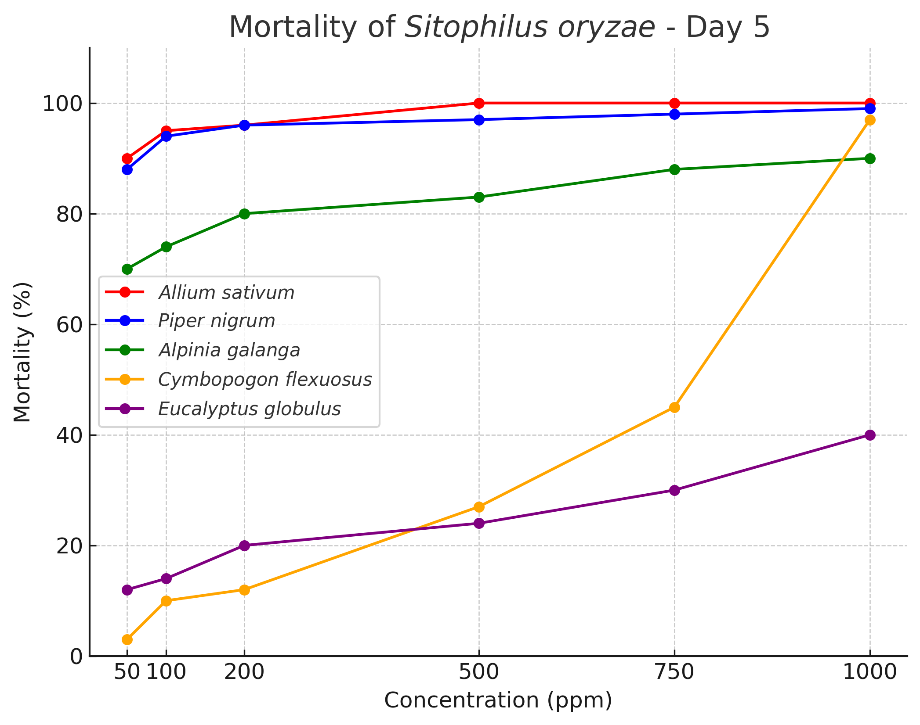 Mortality of Sitophilus oryzae - Day 5
100
80
60
40
20
0
Mortality (%)
Allium sativum
Piper nigrum
Alpinia galanga
Cymbopogon flexuosus
Eucalyptus globulus
50 100 200 500 750 1000
Concentration (ppm)